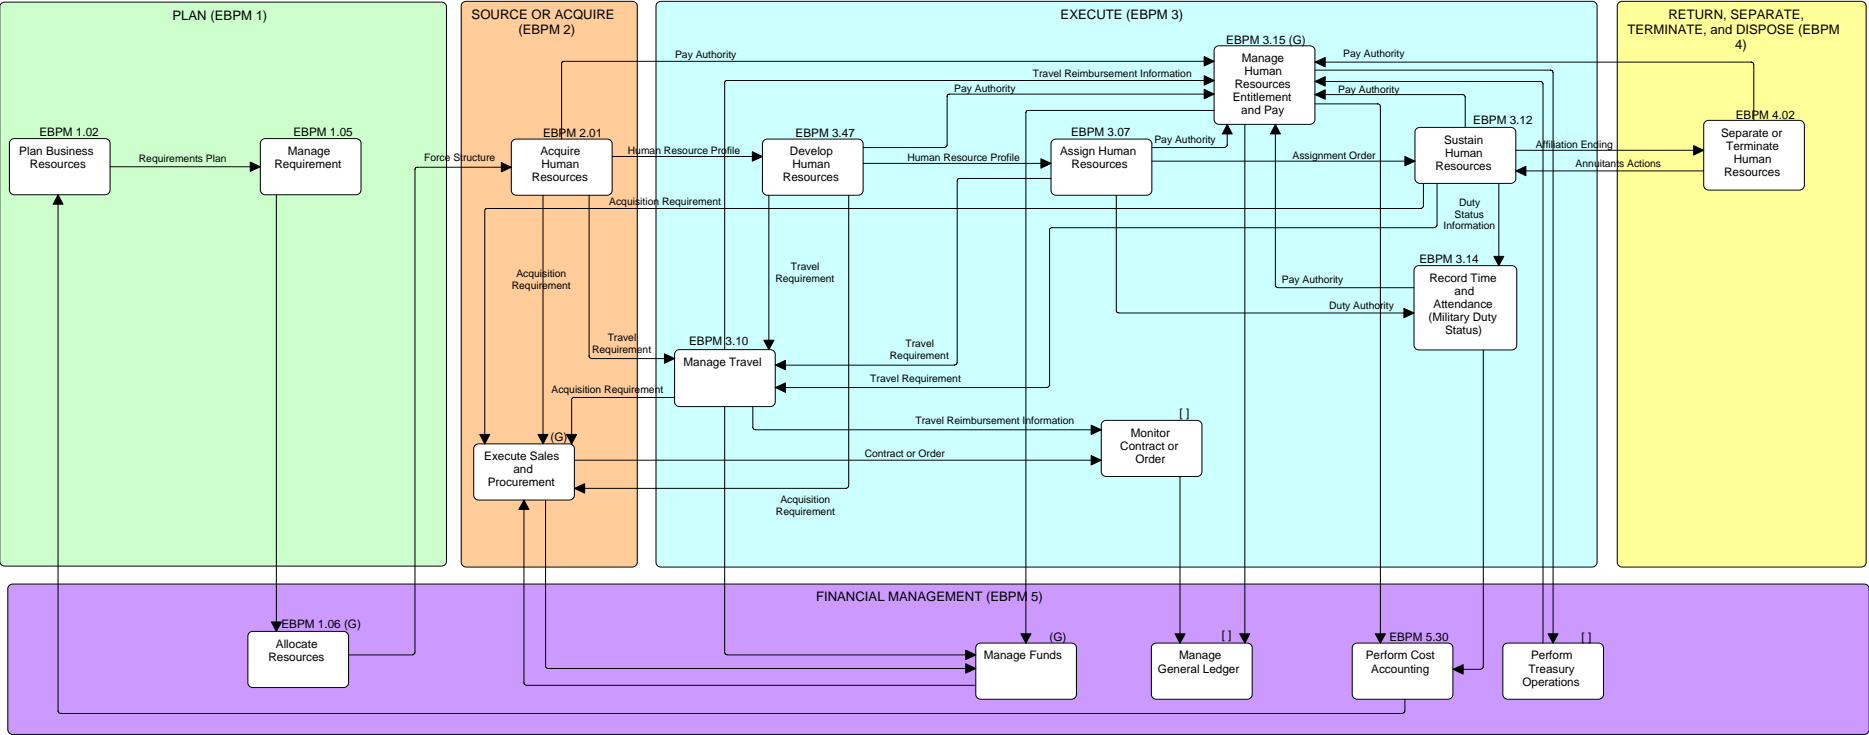 PLAN (EBPM 1)
SOURCE OR ACQUIRE
(EBPM 2)
EXECUTE (EBPM 3)
RETURN, SEPARATE,
TERMINATE, and DISPOSE (EBPM
4)
EBPM 3.15 (G)
Manage
Human
Resources
Entitlement
and Pay
Pay Authority
Pay Authority
Travel Reimbursement Information
Pay Authority
Pay Authority
EBPM 1.02
Plan Business
Resources
Requirements Plan
EBPM 1.05
Manage
Requirement
Force Structure
EBPM 2.01
Acquire
Human
Resources
Human Resource Profile
EBPM 3.47
Develop
Human
Resources
Human Resource Profile
EBPM 3.07
Assign Human
Resources
Pay Authority
Assignment Order
EBPM 3.12
Sustain
Human
Resources
Affiliation Ending
Annuitants Actions
EBPM 4.02
Separate or
Terminate
Human
Resources
Acquisition Requirement
Duty
Status
Information
Acquisition
Requirement
Travel
Requirement
EBPM 3.14
Record Time
and
Attendance
(Military Duty
Status)
Pay Authority
Duty Authority
Travel
Requirement
EBPM 3.10
Manage Travel
Travel
Requirement
Travel Requirement
Acquisition Requirement
Travel Reimbursement Information
[ ]
Monitor
Contract or
Order
(G)
Execute Sales
and
Procurement
Contract or Order
Acquisition
Requirement
FINANCIAL MANAGEMENT (EBPM 5)
EBPM 1.06 (G)
Allocate
Resources
(G)
Manage Funds
[ ]
Manage
General Ledger
EBPM 5.30
Perform Cost
Accounting
[ ]
Perform
Treasury
Operations